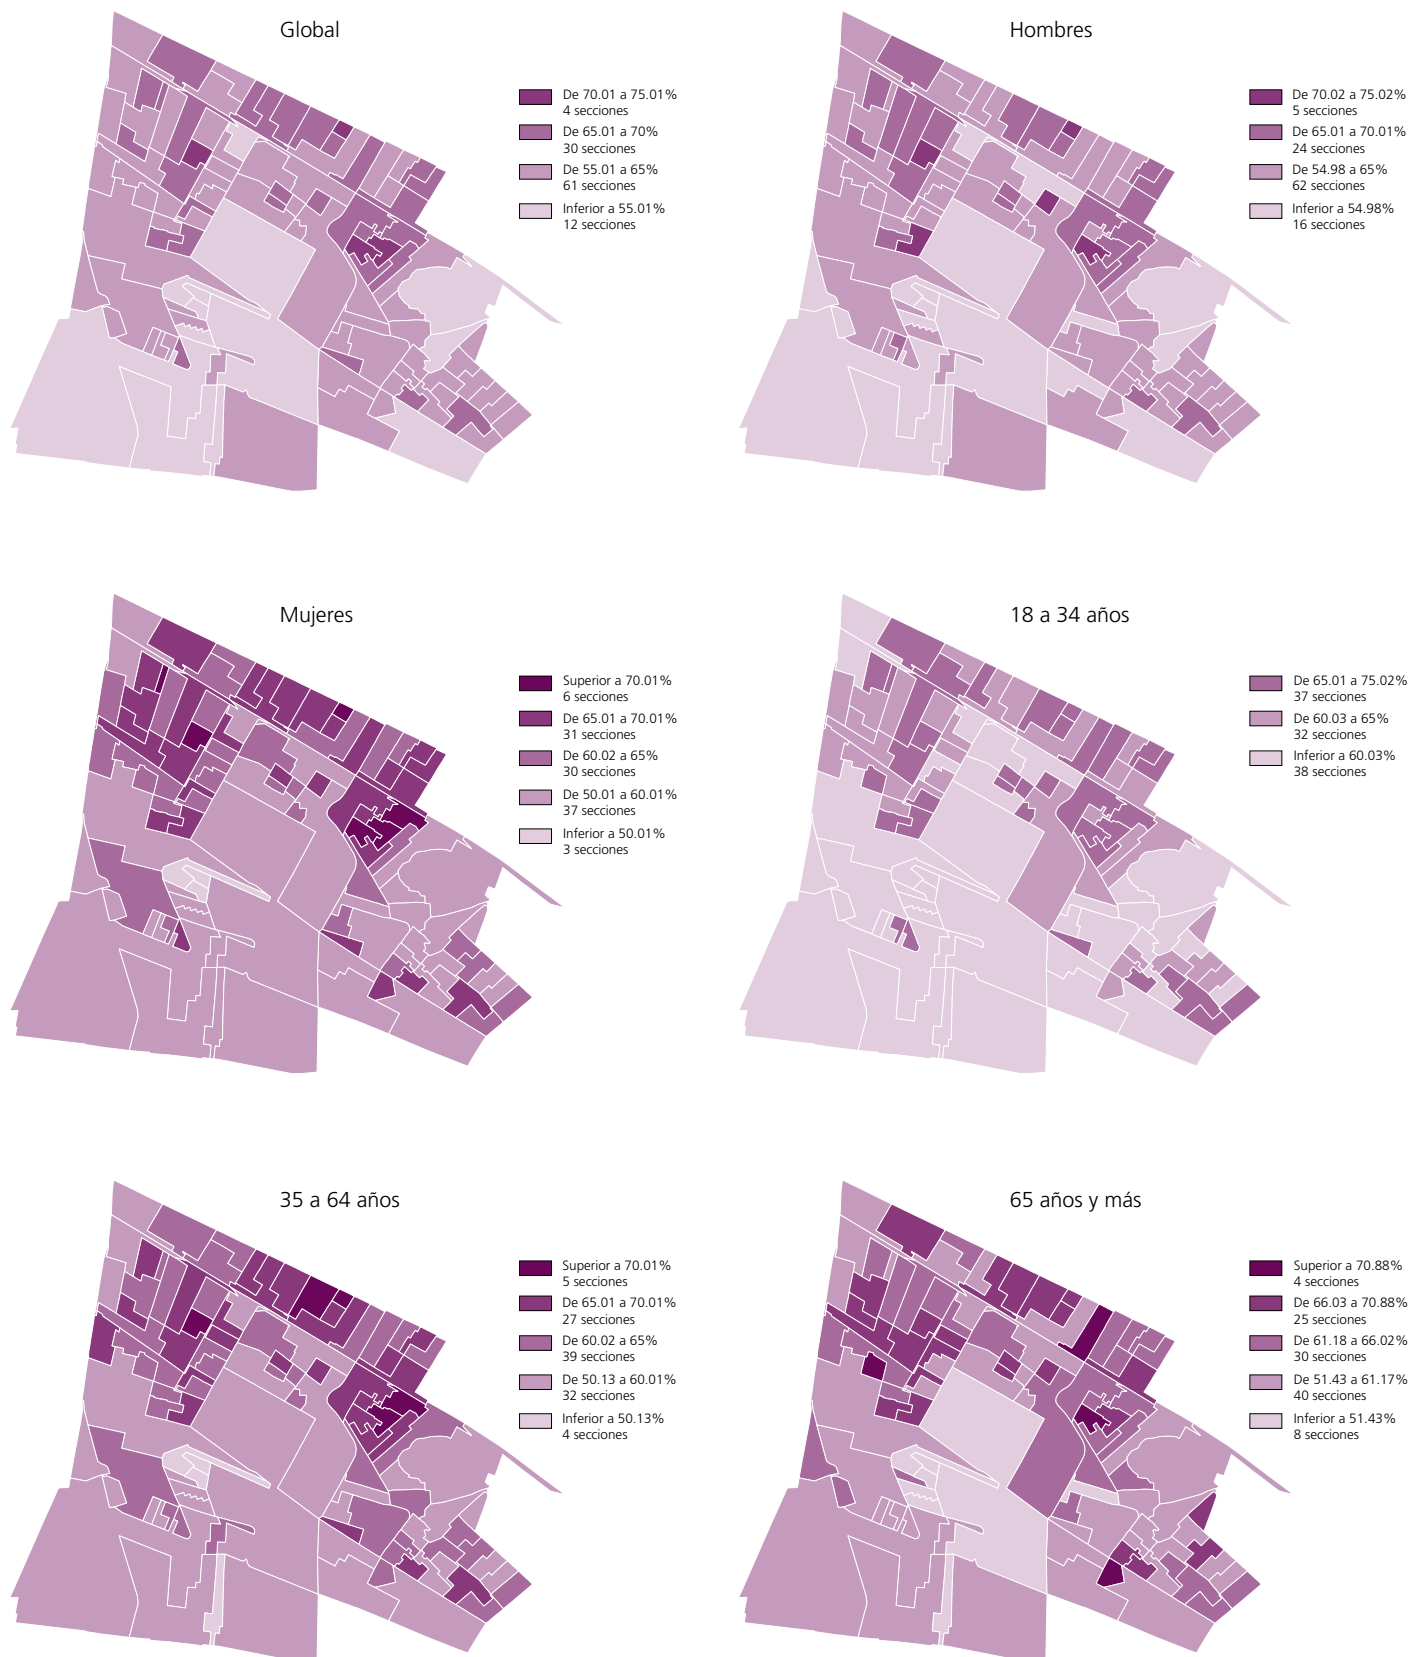 Global
De 70.01 a 75.01%
4 secciones
De 65.01 a 70%
30 secciones
De 55.01 a 65%
61 secciones
Inferior a 55.01%
12 secciones
Hombres
De 70.02 a 75.02%
5 secciones
De 65.01 a 70.01%
24 secciones
De 54.98 a 65%
62 secciones
Inferior a 54.98%
16 secciones
Mujeres
Superior a 70.01%
6 secciones
De 65.01 a 70.01%
31 secciones
De 60.02 a 65%
30 secciones
De 50.01 a 60.01%
37 secciones
Inferior a 50.01%
3 secciones
18 a 34 años
De 65.01 a 75.02%
37 secciones
De 60.03 a 65%
32 secciones
Inferior a 60.03%
38 secciones
35 a 64 años
Superior a 70.01%
5 secciones
De 65.01 a 70.01%
27 secciones
De 60.02 a 65%
39 secciones
De 50.13 a 60.01%
32 secciones
Inferior a 50.13%
4 secciones
65 años y más
Superior a 70.88%
4 secciones
De 66.03 a 70.88%
25 secciones
De 61.18 a 66.02%
30 secciones
De 51.43 a 61.17%
40 secciones
Inferior a 51.43%
8 secciones